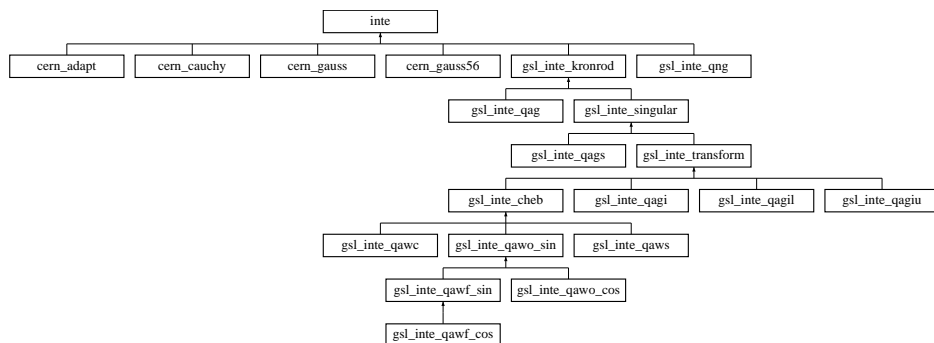 inte
cern_adapt cern_cauchy cern_gauss cern_gauss56 gsl_inte_kronrod gsl_inte_qng
gsl_inte_qag gsl_inte_singular
gsl_inte_qags gsl_inte_transform
gsl_inte_cheb gsl_inte_qagi gsl_inte_qagil gsl_inte_qagiu
gsl_inte_qawc gsl_inte_qawo_sin gsl_inte_qaws
gsl_inte_qawf_sin gsl_inte_qawo_cos
gsl_inte_qawf_cos